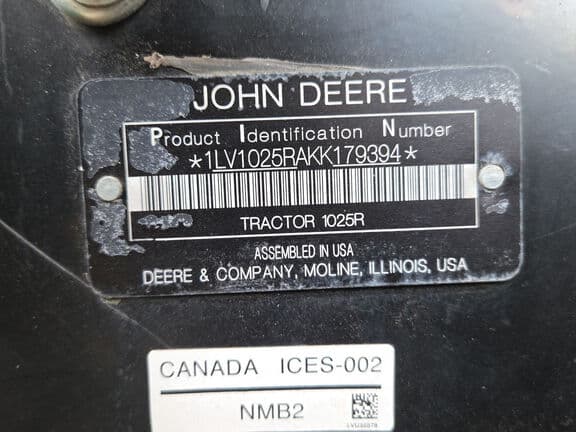 JOHN DEERE
Product Identification Number
*1LV1025RAKK179394*
TRACTOR 1025R
ASSEMBLED IN USA
DEERE & COMPANY, MOLINE, ILLINOIS, USA
CANADA ICES-002
NMB2